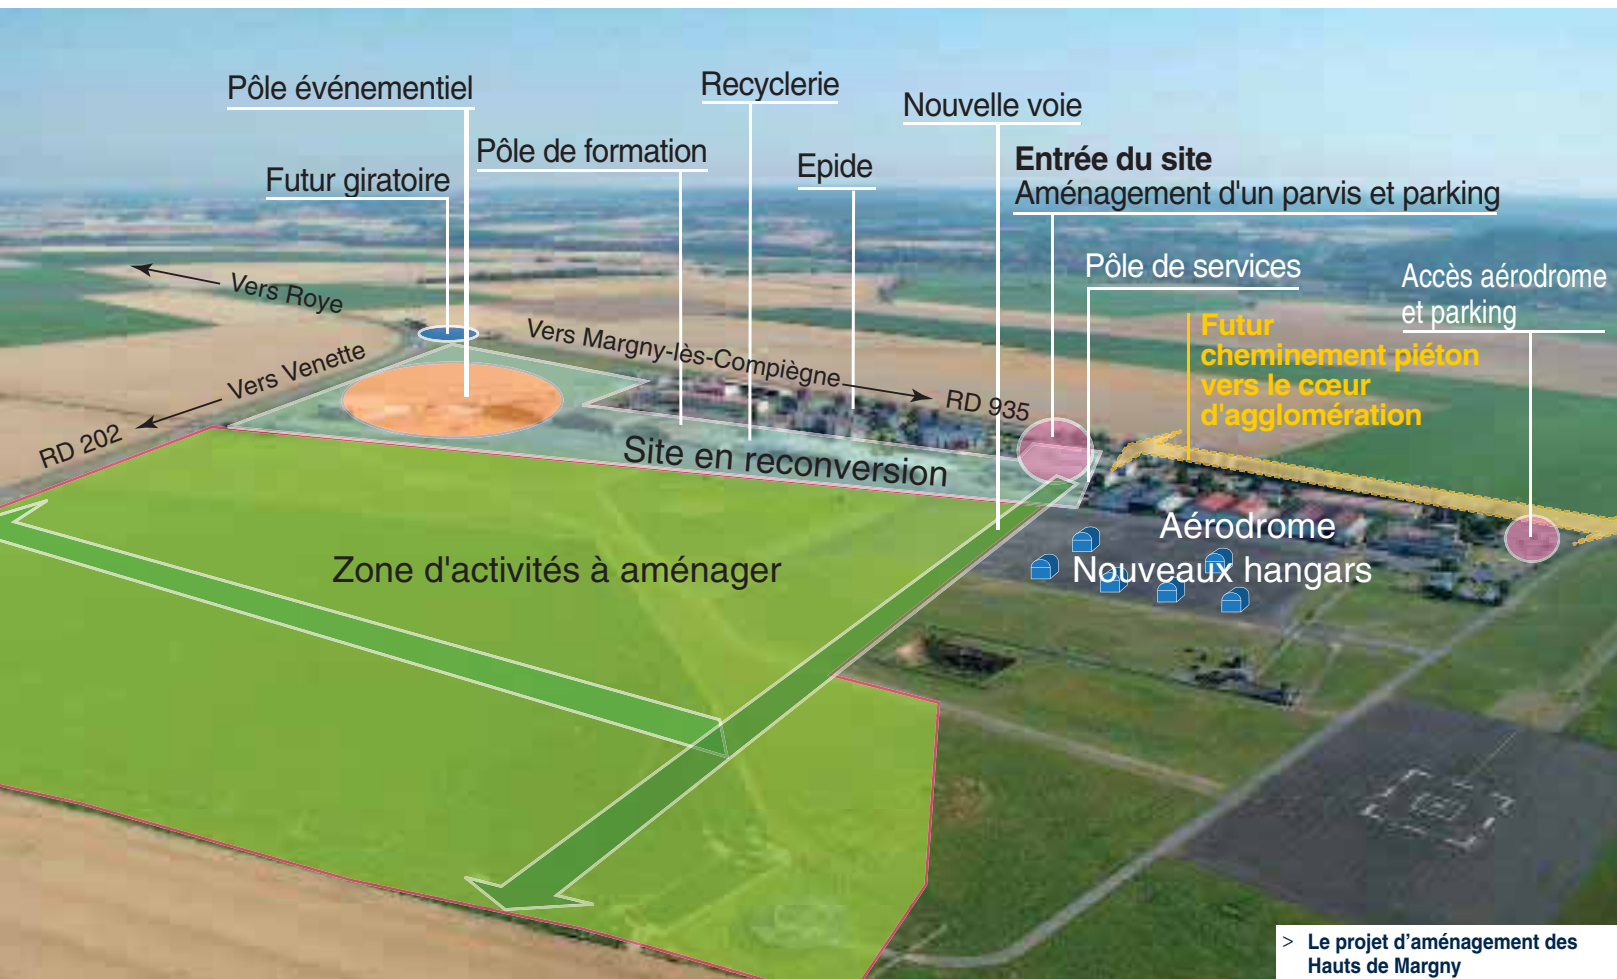 Pôle événementiel
Recyclerie
Nouvelle voie
Pôle de formation
Epide
Entrée du site
Aménagement d'un parvis et parking
Futur giratoire
Pôle de services
Accès aérodrome
et parking
Vers Roye
Vers Margny-lès-Compiègne
RD 935
Futur
cheminement piéton
vers le cœur
d'agglomération
Vers Venette
RD 202
Site en reconversion
Aérodrome
Nouveaux hangars
Zone d'activités à aménager
> Le projet d'aménagement des
Hauts de Margny